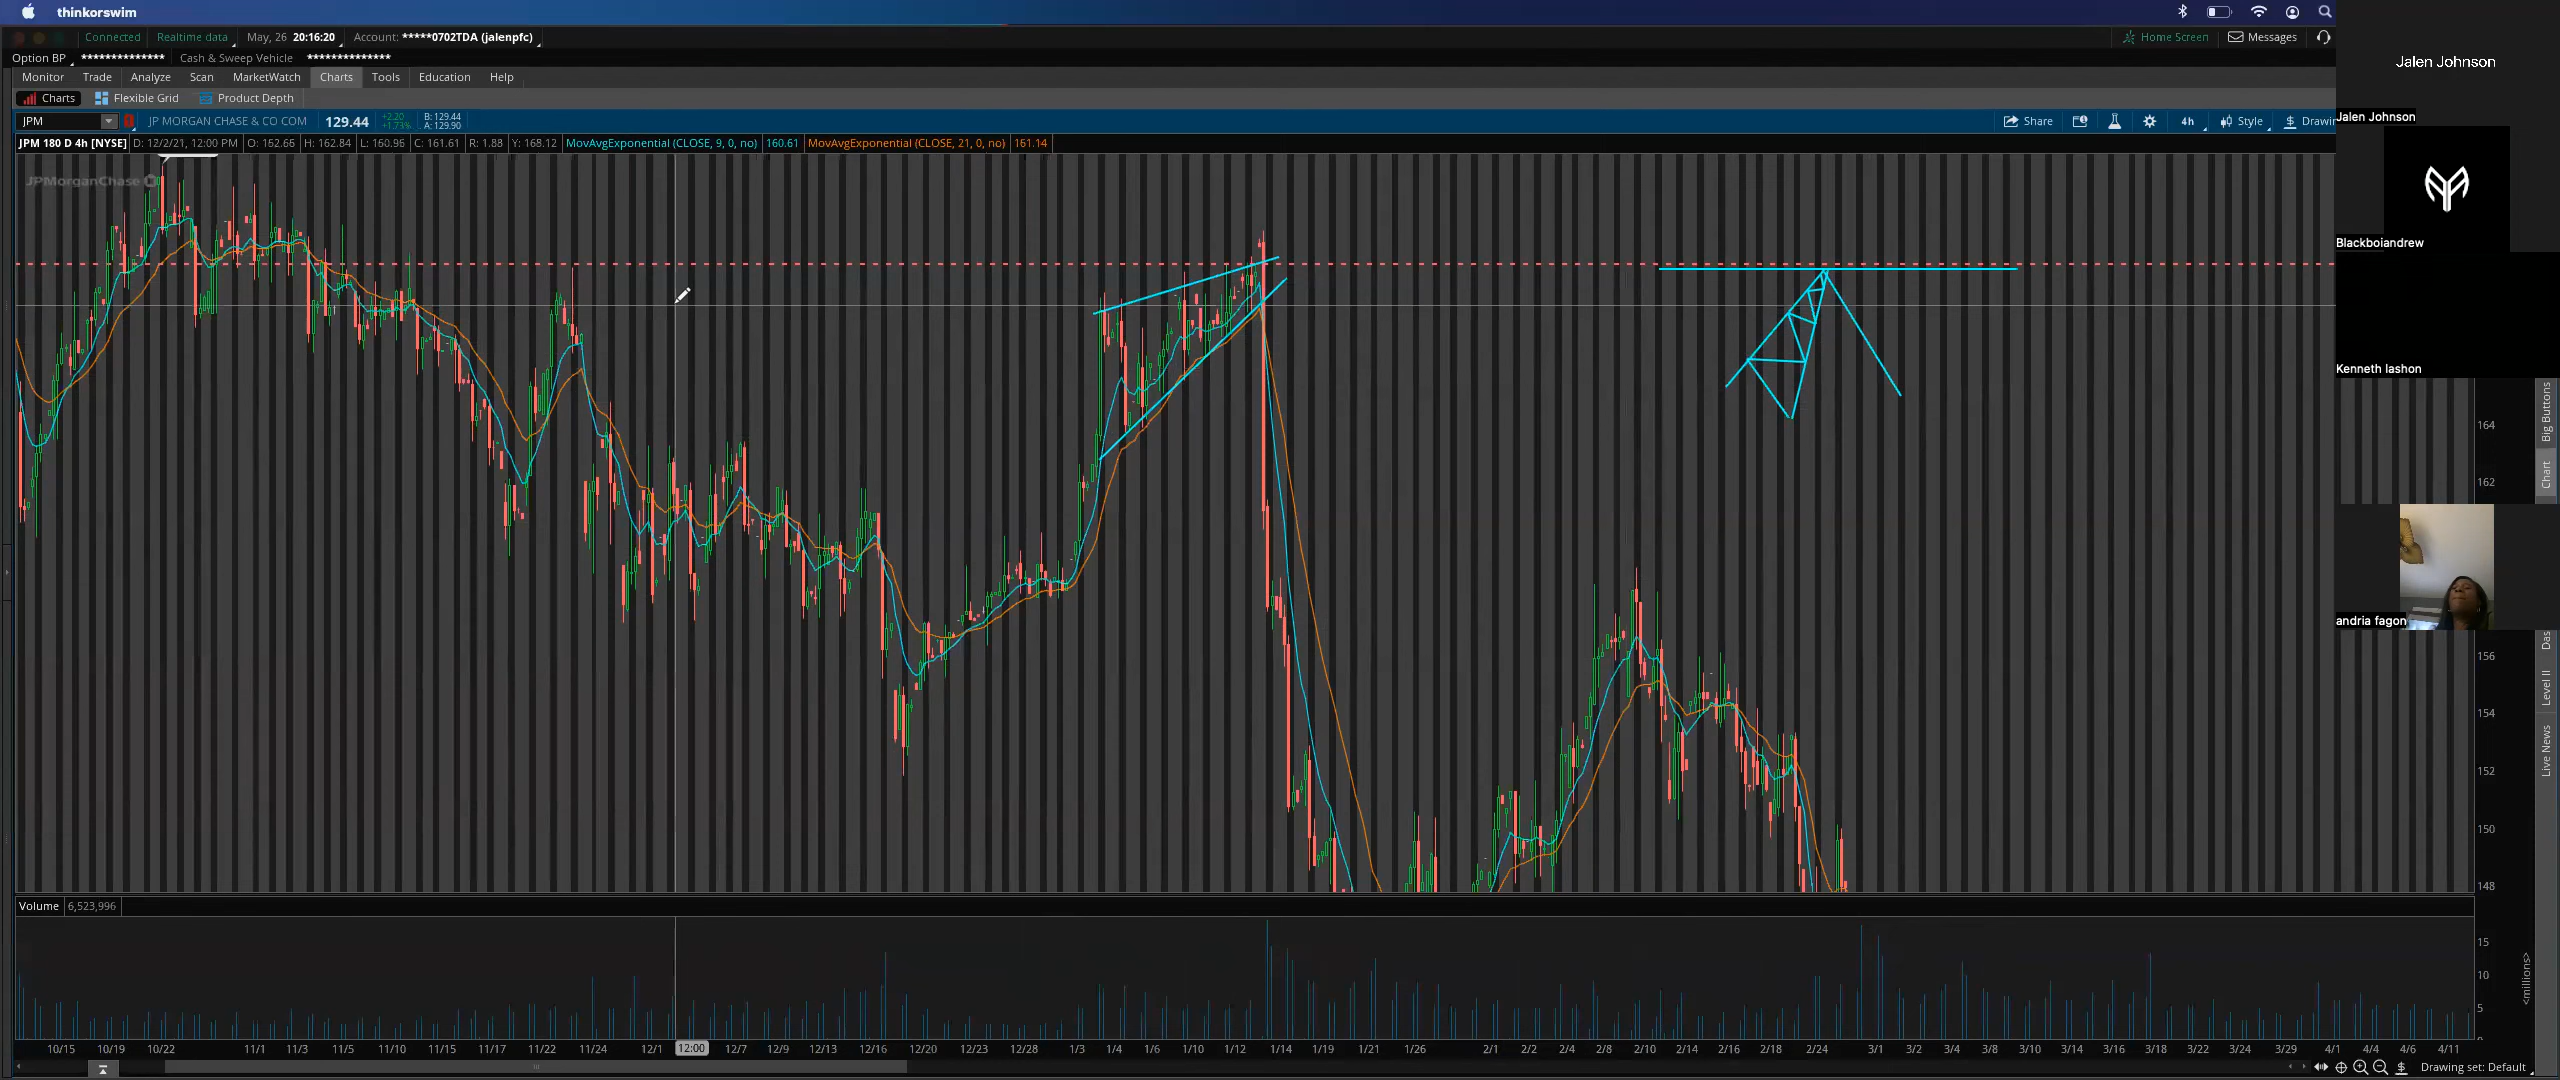 thinkorswim
Connected Realtime data May, 26 20:16:20 Account: *****0702TDA (jalenpfc) Home Screen Messages
Option BP ************** Cash & Sweep Vehicle **************
Monitor Trade Analyze Scan MarketWatch Charts Tools Education Help
Charts Flexible Grid Product Depth
JPM JP MORGAN CHASE & CO COM 129.44 +2.20 +1.73% B: 129.44 A: 129.90 Share 4h Style Drawin
JPM 180 D 4h [NYSE] D: 12/2/21, 12:00 PM O: 152.66 H: 162.84 L: 160.96 C: 161.61 R: 1.88 Y: 168.12 MovAvgExponential (CLOSE, 9, 0, no) 160.61 MovAvgExponential (CLOSE, 21, 0, no) 161.14
JPMorganChase
164
162
156
154
152
150
148
Volume 6,523,996
15
10
5
<millions>
10/15 10/19 10/22 11/1 11/3 11/5 11/10 11/15 11/17 11/22 11/24 12/1 12:00 12/7 12/9 12/13 12/16 12/20 12/23 12/28 1/3 1/4 1/6 1/10 1/12 1/14 1/19 1/21 1/26 2/1 2/2 2/4 2/8 2/10 2/14 2/16 2/18 2/24 3/1 3/2 3/4 3/8 3/10 3/14 3/16 3/18 3/22 3/24 3/29 4/1 4/4 4/6 4/11
Drawing set: Default
Jalen Johnson
Jalen Johnson
Blackboiandrew
Kenneth lashon
andria fagon
Big Buttons
Chart
Das
Level II
Live News